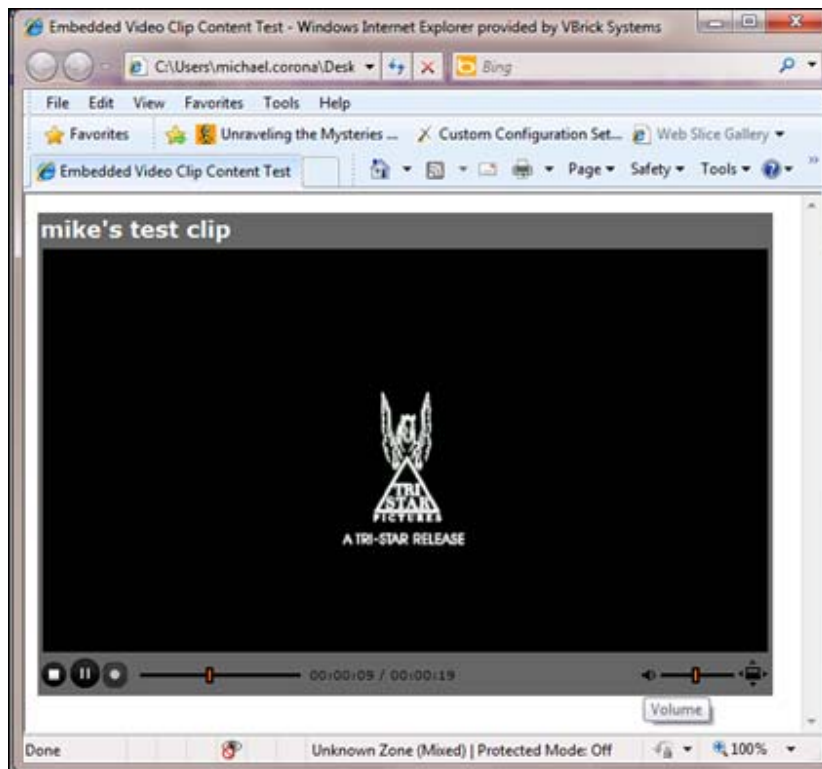 Embedded Video Clip Content Test - Windows Internet Explorer provided by VBrick Systems
C:\Users\michael.corona\Desk
Bing
File Edit View Favorites Tools Help
Favorites Unraveling the Mysteries ... Custom Configuration Set... Web Slice Gallery
Embedded Video Clip Content Test Page Safety Tools
mike's test clip
TRI
STAR
PICTURES
A TRI-STAR RELEASE
00:00:09 / 00:00:19
Volume
Done Unknown Zone (Mixed) | Protected Mode: Off 100%